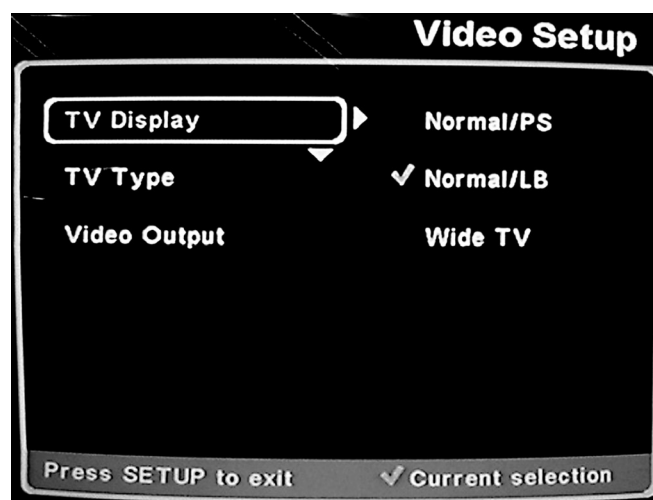 Video Setup
TV Display Normal/PS
TV Type ✓ Normal/LB
Video Output Wide TV
Press SETUP to exit ✓ Current selection